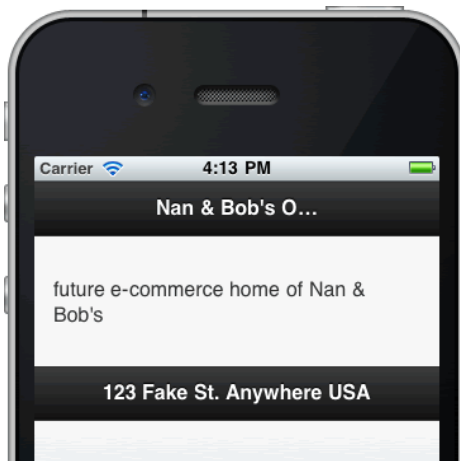 Carrier 4:13 PM
Nan & Bob's O...
future e-commerce home of Nan &
Bob's
123 Fake St. Anywhere USA